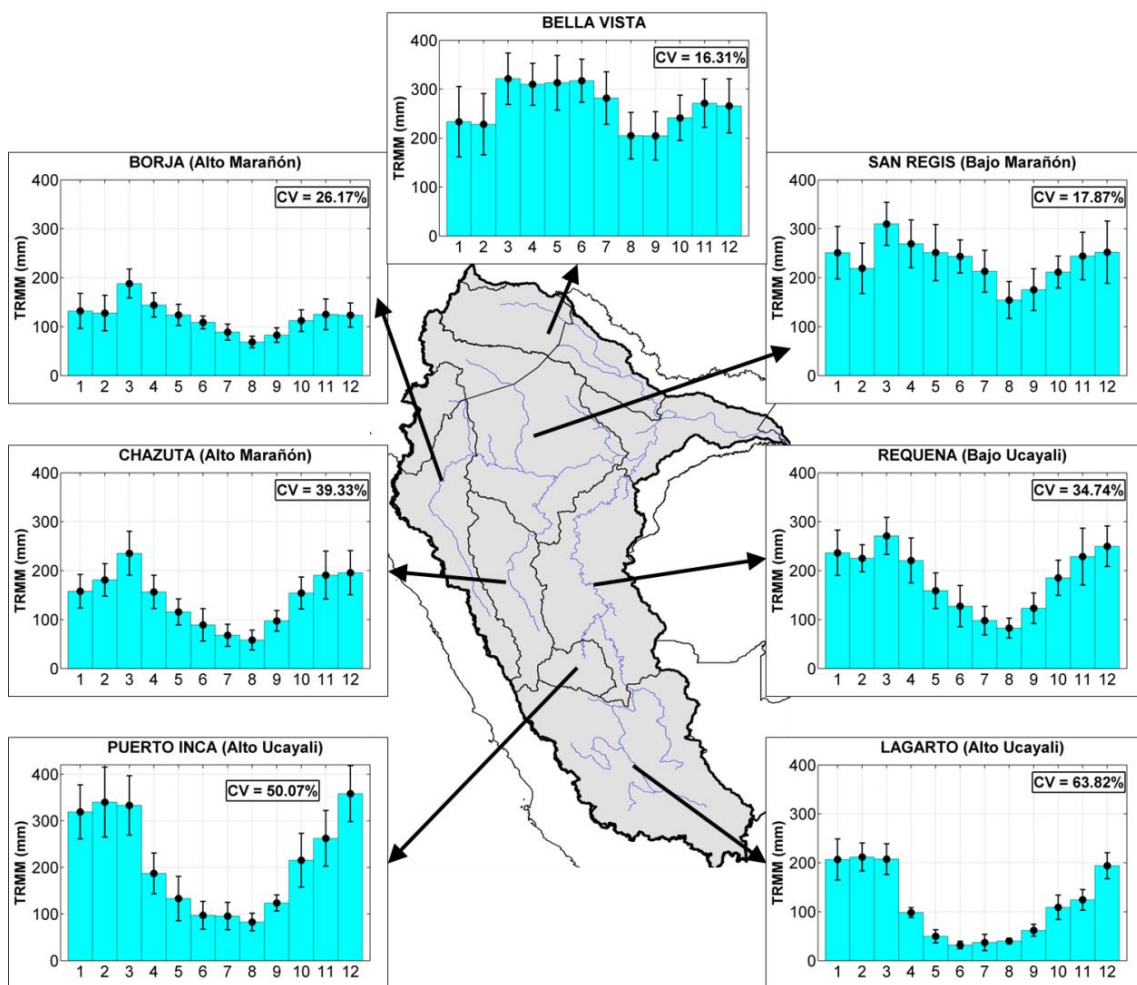 BELLA VISTA
CV = 16.31%
TRMM (mm)
400
300
200
100
0
1 2 3 4 5 6 7 8 9 10 11 12
BORJA (Alto Marañón)
CV = 26.17%
TRMM (mm)
400
300
200
100
0
1 2 3 4 5 6 7 8 9 10 11 12
SAN REGIS (Bajo Marañón)
CV = 17.87%
TRMM (mm)
400
300
200
100
0
1 2 3 4 5 6 7 8 9 10 11 12
CHAZUTA (Alto Marañón)
CV = 39.33%
TRMM (mm)
400
300
200
100
0
1 2 3 4 5 6 7 8 9 10 11 12
REQUENA (Bajo Ucayali)
CV = 34.74%
TRMM (mm)
400
300
200
100
0
1 2 3 4 5 6 7 8 9 10 11 12
PUERTO INCA (Alto Ucayali)
CV = 50.07%
TRMM (mm)
400
300
200
100
0
1 2 3 4 5 6 7 8 9 10 11 12
LAGARTO (Alto Ucayali)
CV = 63.82%
TRMM (mm)
400
300
200
100
0
1 2 3 4 5 6 7 8 9 10 11 12